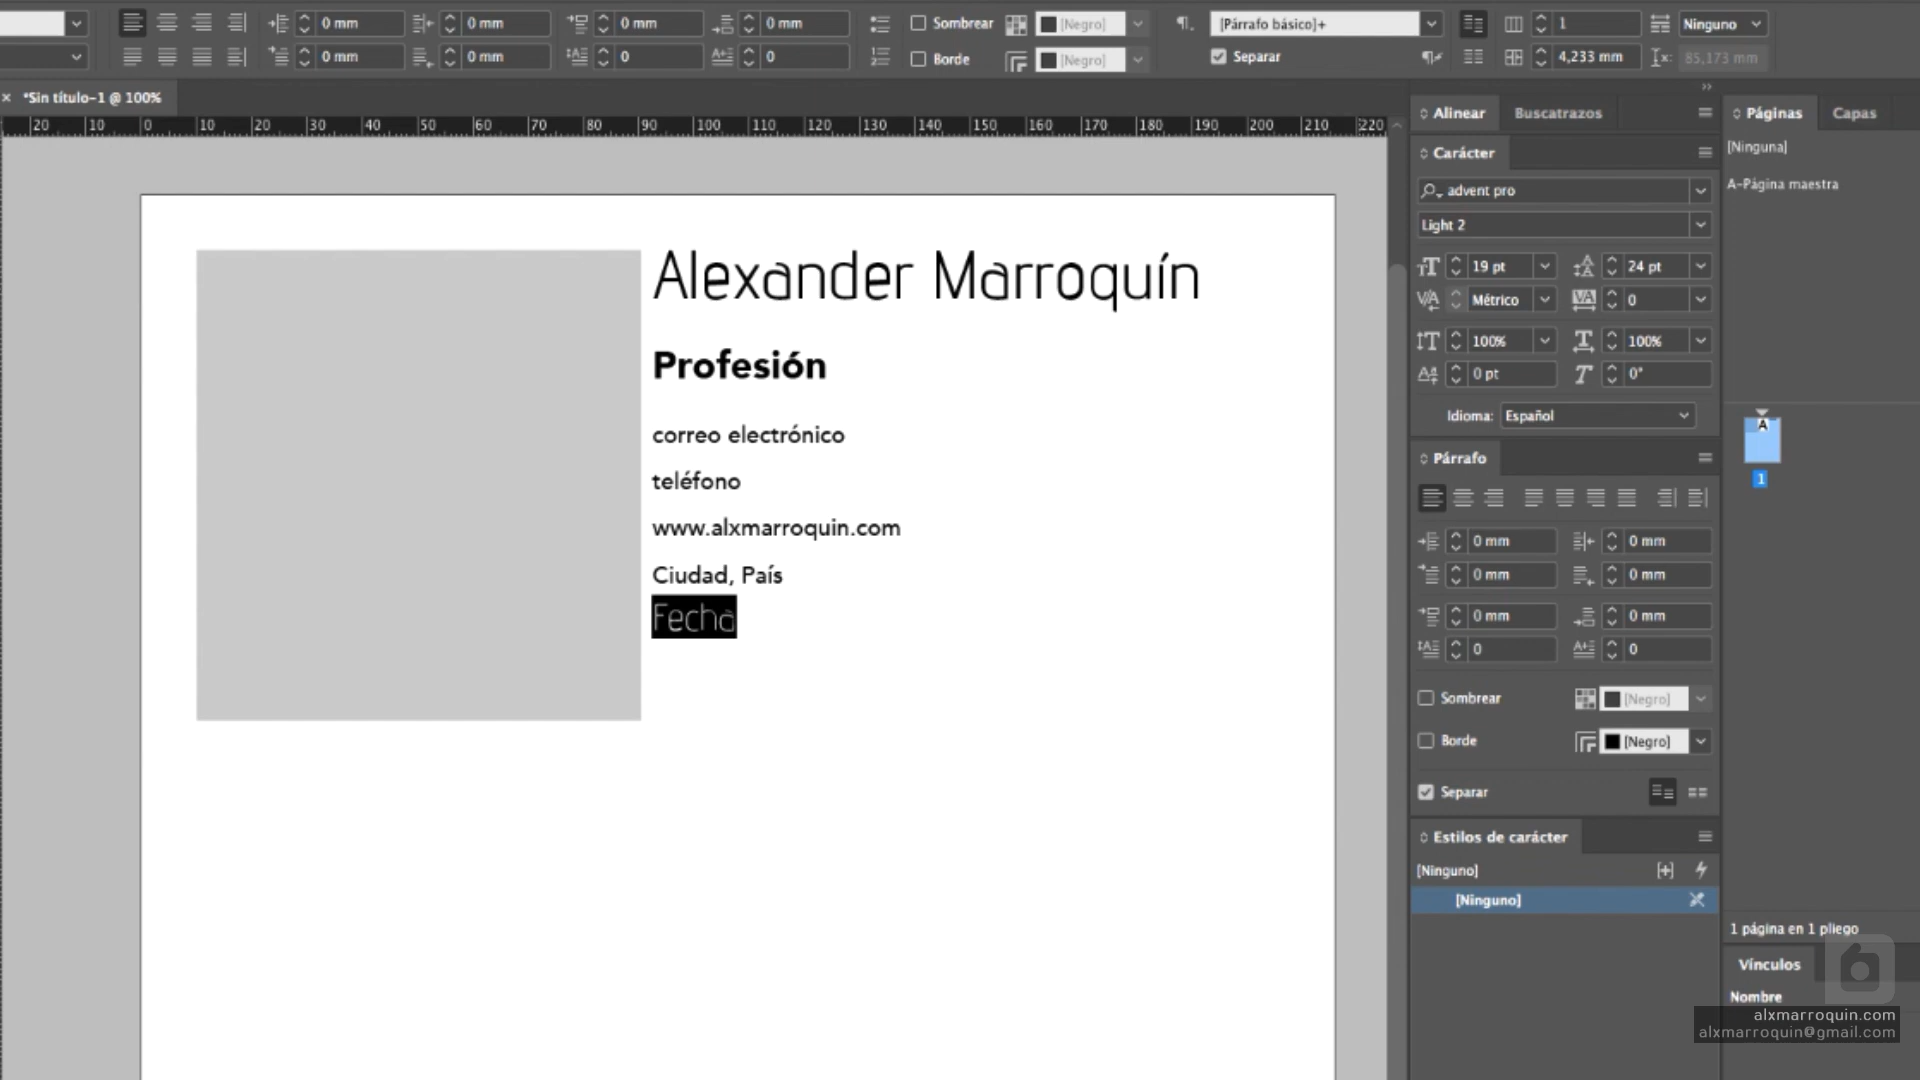 0 mm
0 mm
0 mm
0 mm
Sombrear
[Negro]
[Párrafo básico]+
1
Ninguno
0 mm
0 mm
0
0
Borde
[Negro]
Separar
4,233 mm
85,173 mm
*Sin título-1 @ 100%
20 10 0 10 20 30 40 50 60 70 80 90 100 110 120 130 140 150 160 170 180 190 200 210 220
Alexander Marroquín
Profesión
correo electrónico
teléfono
www.alxmarroquin.com
Ciudad, País
Fecha
Alinear
Buscatrazos
Carácter
advent pro
Light 2
19 pt
24 pt
Métrico
0
100%
100%
0 pt
0°
Idioma: Español
Párrafo
0 mm
0 mm
0 mm
0 mm
0 mm
0 mm
0
0
Sombrear
[Negro]
Borde
[Negro]
Separar
Estilos de carácter
[Ninguno]
[Ninguno]
Páginas
Capas
[Ninguna]
A-Página maestra
A
1
1 página en 1 pliego
Vínculos
Nombre
alxmarroquin.com
alxmarroquin@gmail.com